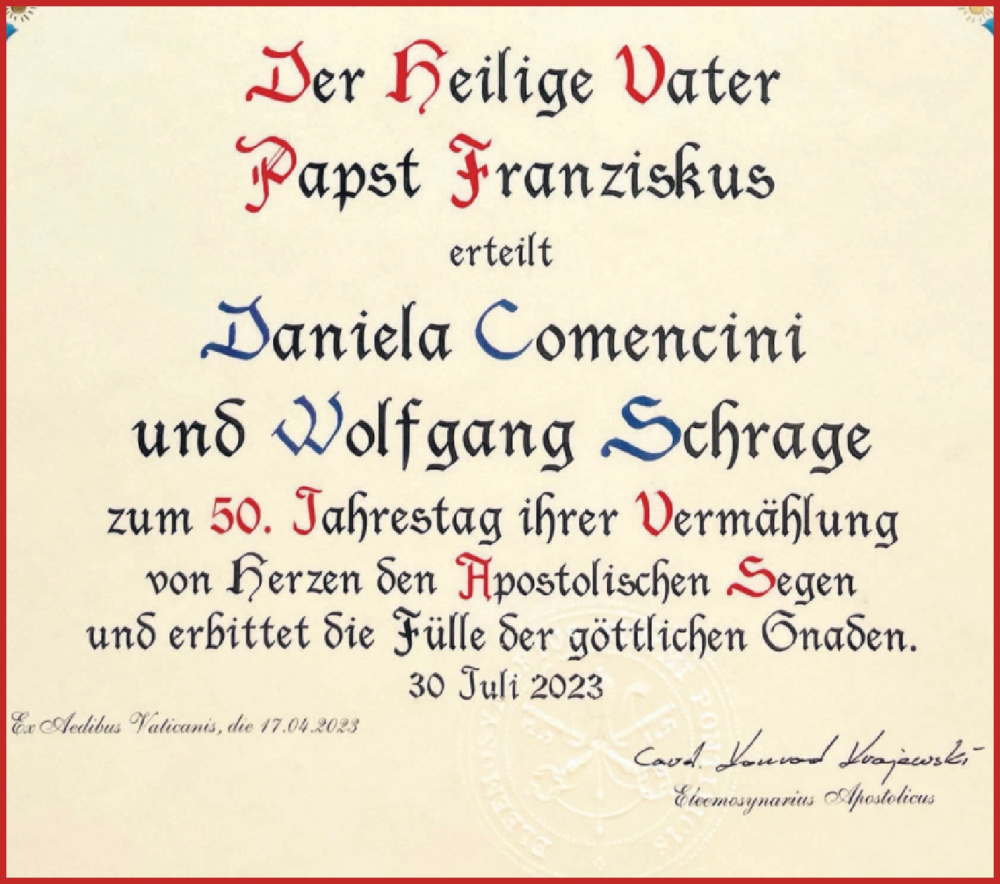 Der Heilige Vater
Papst Franziskus
erteilt
Daniela Comencini
und Wolfgang Schrage
zum 50. Jahrestag ihrer Vermählung
von Herzen den Apostolischen Segen
und erbittet die Fülle der göttlichen Gnaden.
30 Juli 2023
Ex Aedibus Vaticanis, die 17.04.2023
Card. Konrad Krajewski
Eleemosynarius Apostolicus